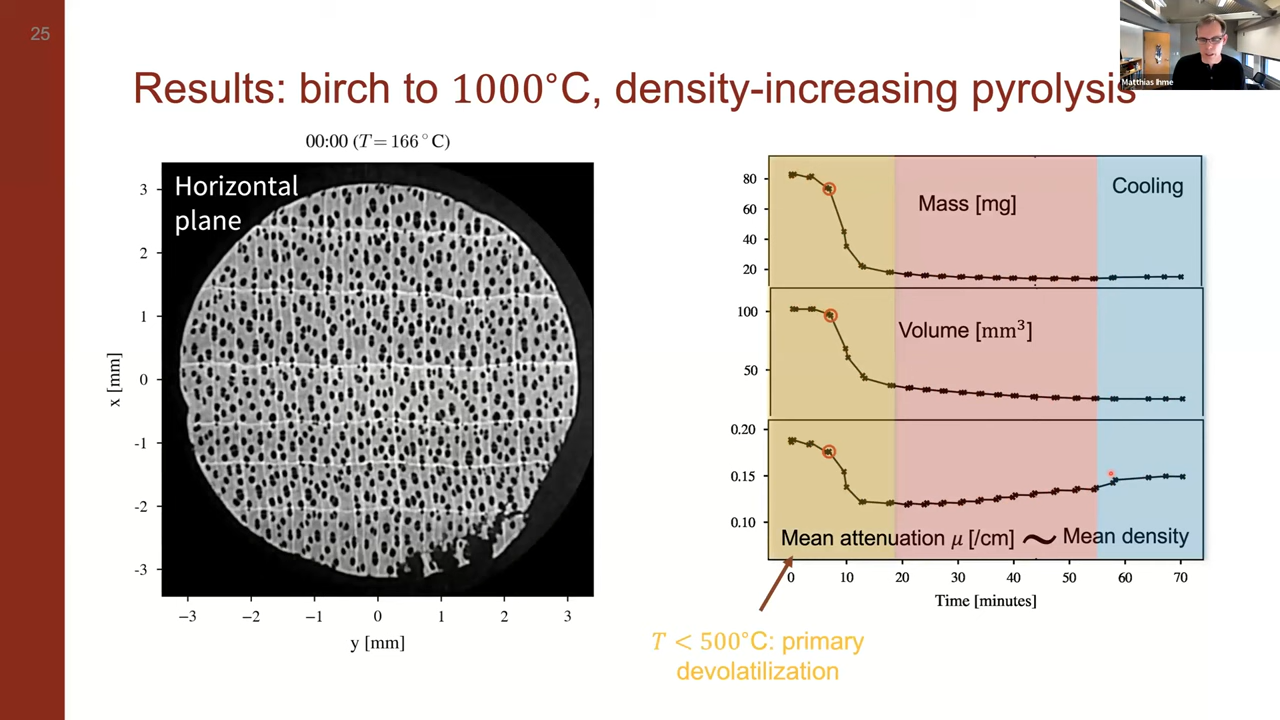 25
Matthias Ihme
Results: birch to 1000°C, density-increasing pyrolysis
00:00 (T = 166 °C)
Horizontal
plane
3
2
1
0
-1
-2
-3
x [mm]
−3 −2 −1 0 1 2 3
y [mm]
80
60
40
20
Mass [mg]
Cooling
100
50
Volume [mm³]
0.20
0.15
0.10
Mean attenuation μ [/cm] ∼ Mean density
0 10 20 30 40 50 60 70
Time [minutes]
T < 500°C: primary
devolatilization